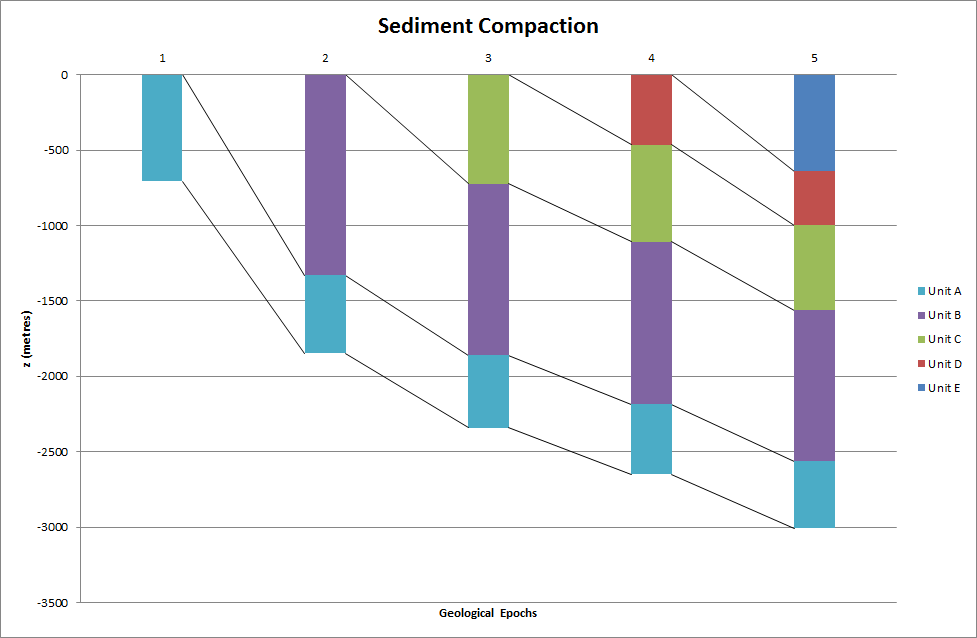 Sediment Compaction
1 2 3 4 5
0
-500
-1000
-1500
-2000
-2500
-3000
-3500
z (metres)
Geological Epochs
Unit A
Unit B
Unit C
Unit D
Unit E